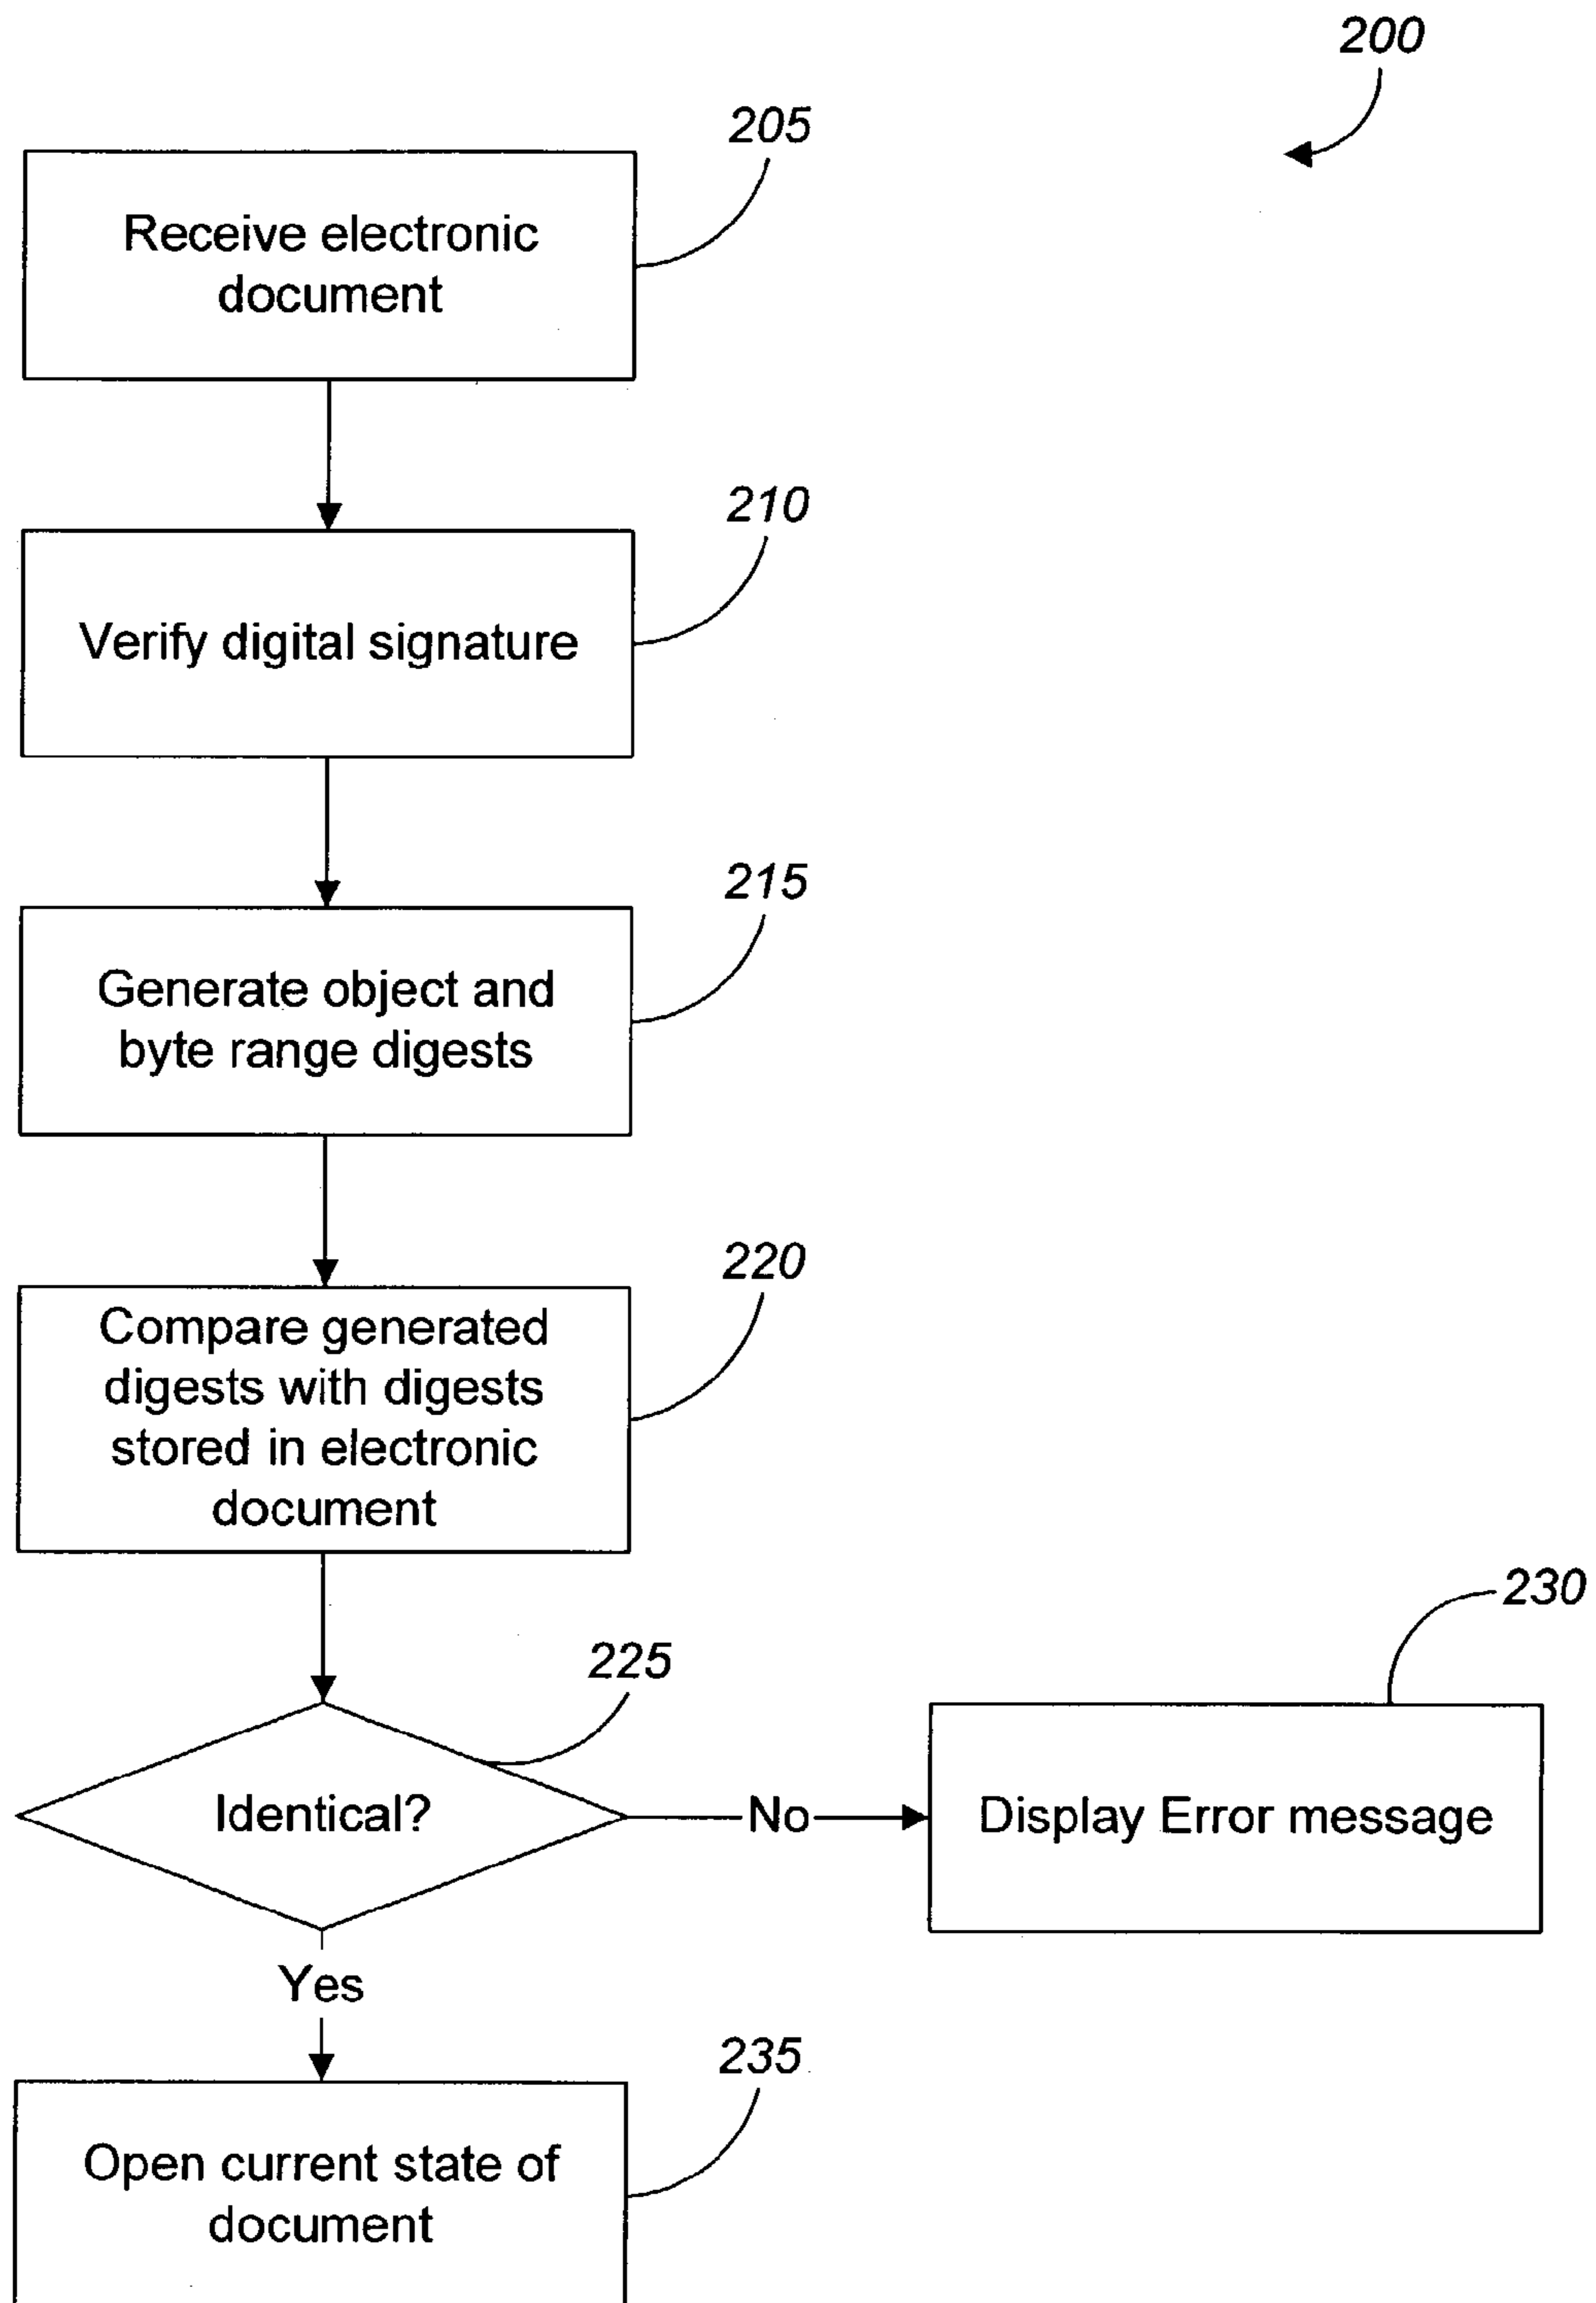 200
205
Receive electronic
document
210
Verify digital signature
215
Generate object and
byte range digests
220
Compare generated
digests with digests
stored in electronic
document
230
225
Identical?
No
Display Error message
Yes
235
Open current state of
document